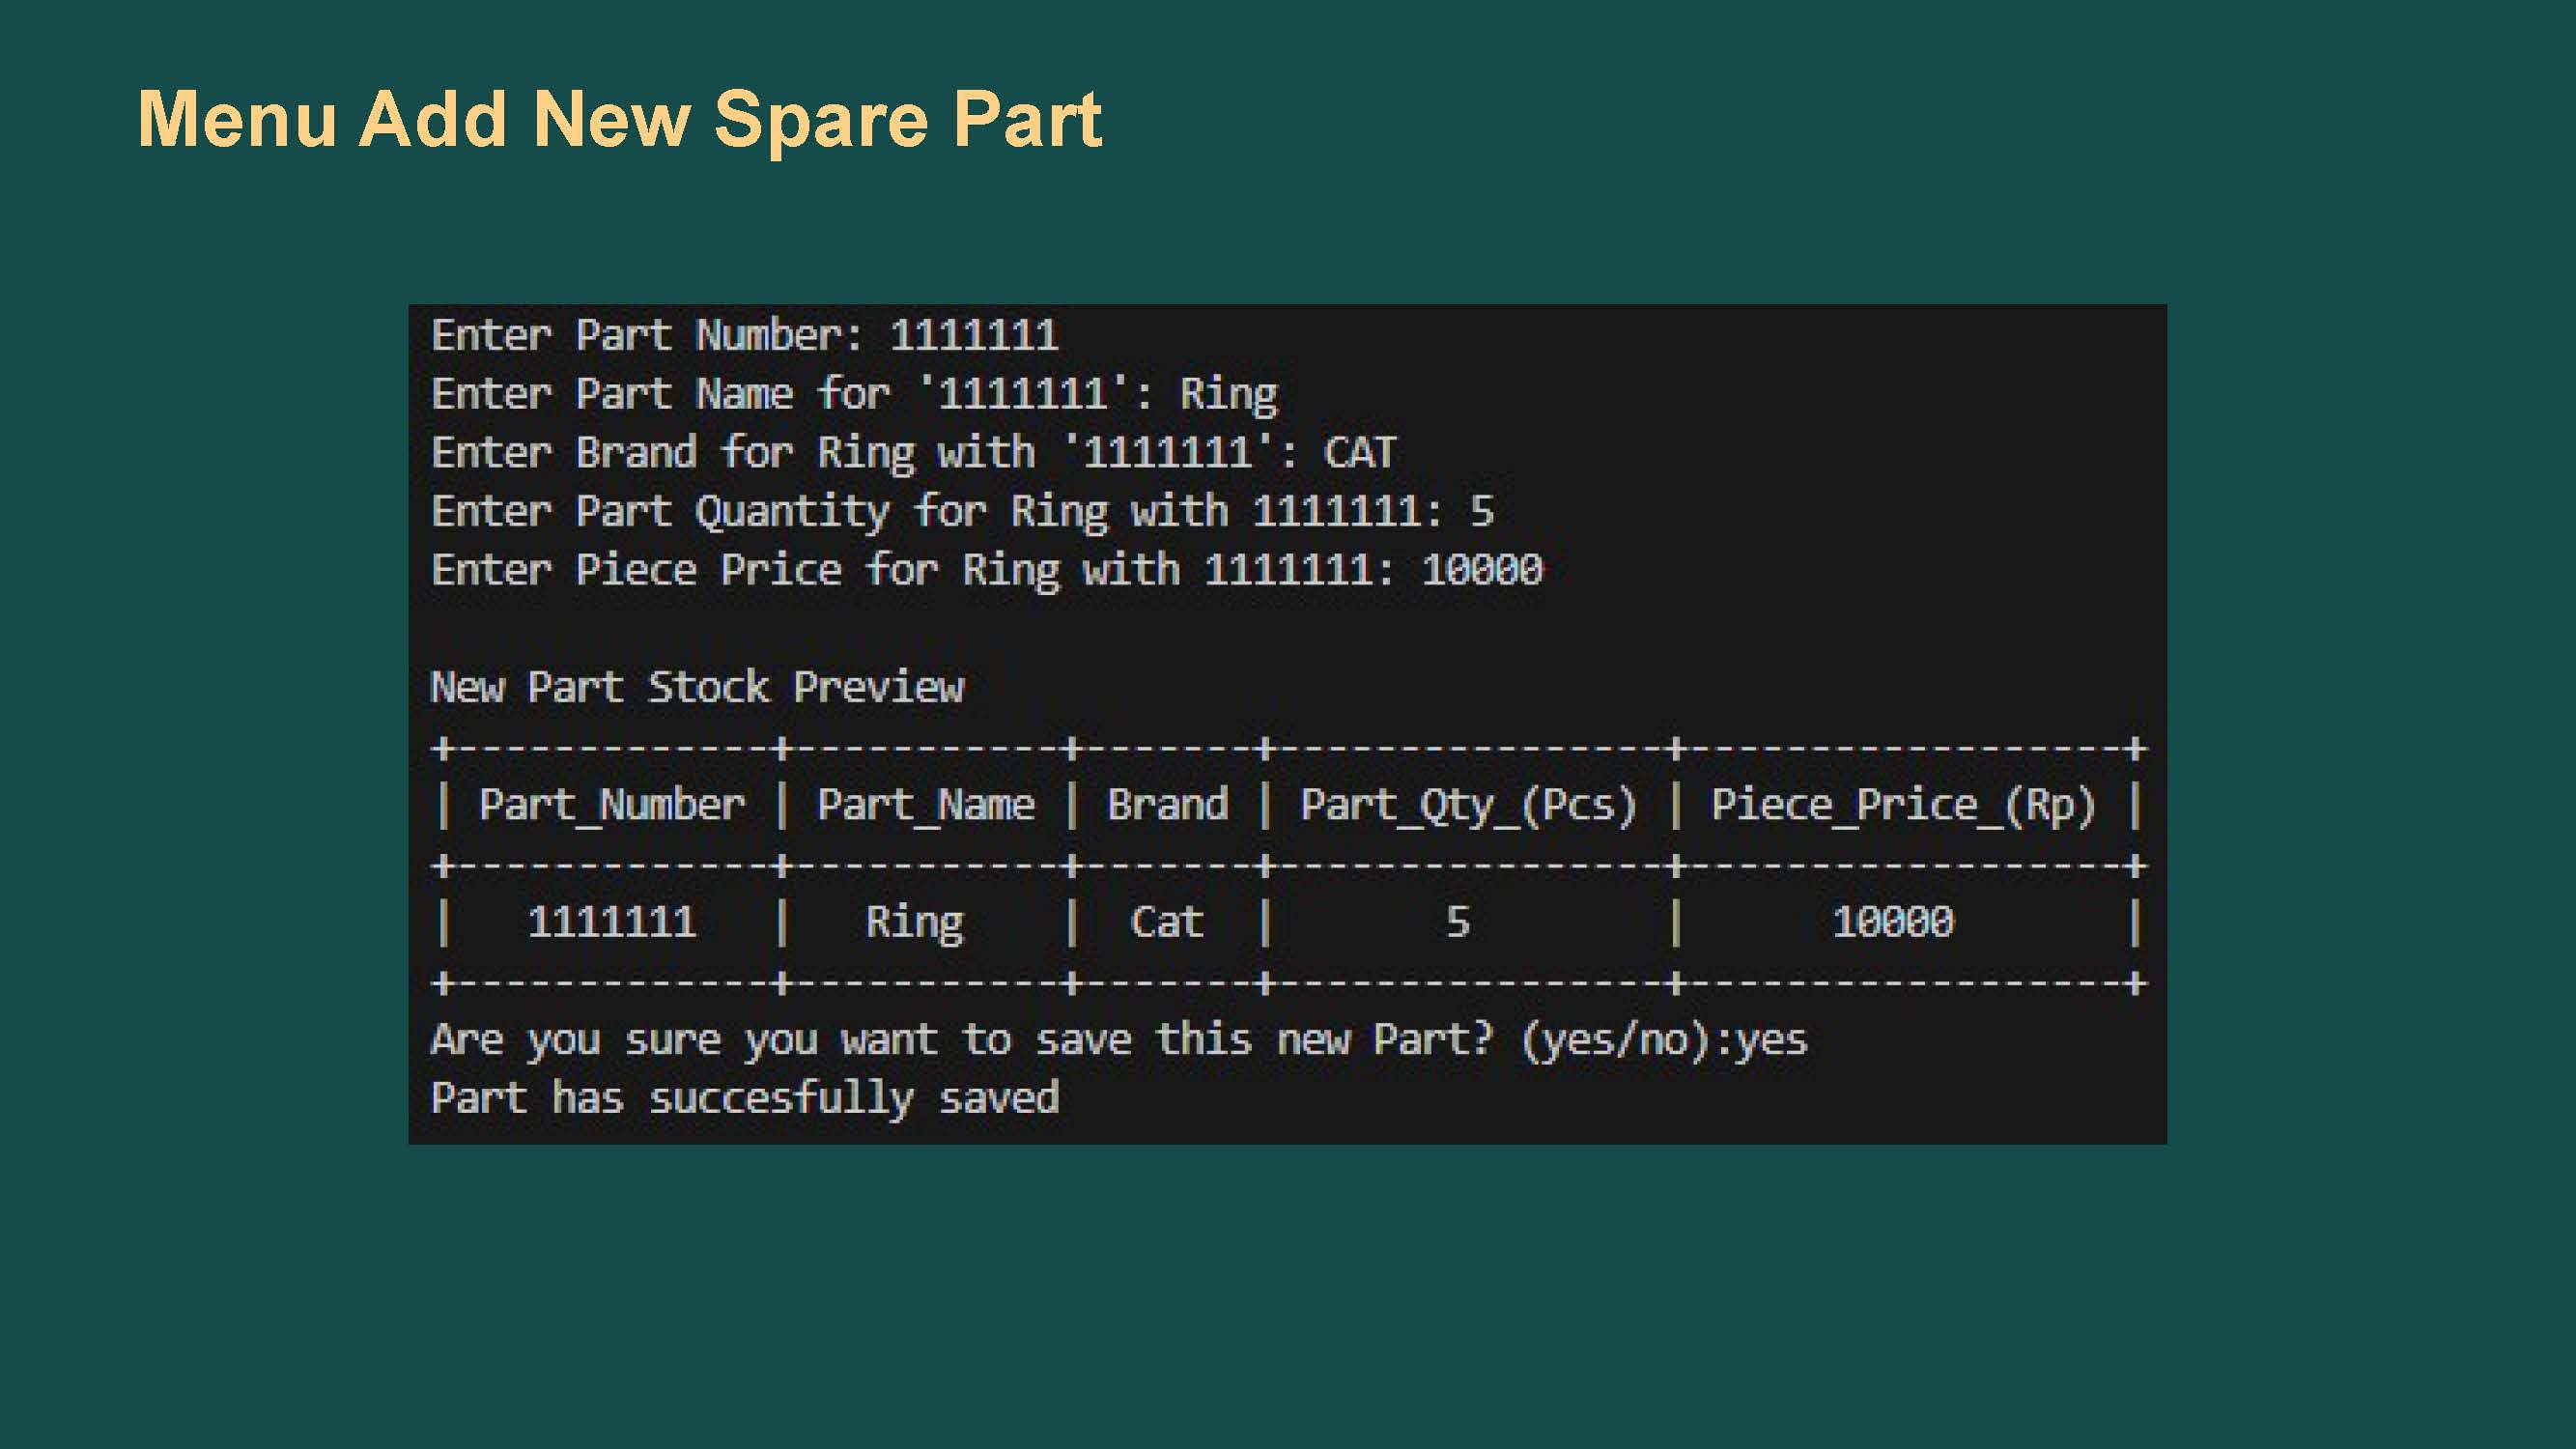 Menu Add New Spare Part
Enter Part Number: 1111111
Enter Part Name for '1111111': Ring
Enter Brand for Ring with '1111111': CAT
Enter Part Quantity for Ring with 1111111: 5
Enter Piece Price for Ring with 1111111: 10000
New Part Stock Preview
+-------------+-----------+-------+----------------+------------------+
| Part_Number | Part_Name | Brand | Part_Qty_(Pcs) | Piece_Price_(Rp) |
+-------------+-----------+-------+----------------+------------------+
| 1111111 | Ring | Cat | 5 | 10000 |
+-------------+-----------+-------+----------------+------------------+
Are you sure you want to save this new Part? (yes/no):yes
Part has succesfully saved